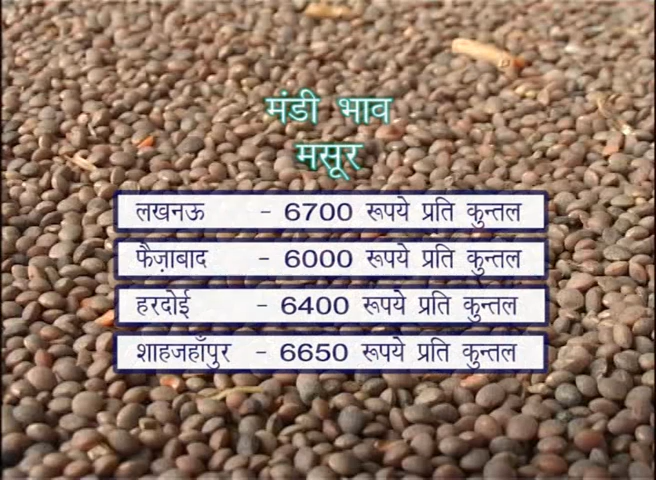 मंडी भाव
मसूर
लखनऊ - 6700 रूपये प्रति कुन्तल
फैज़ाबाद - 6000 रूपये प्रति कुन्तल
हरदोई - 6400 रूपये प्रति कुन्तल
शाहजहाँपुर - 6650 रूपये प्रति कुन्तल